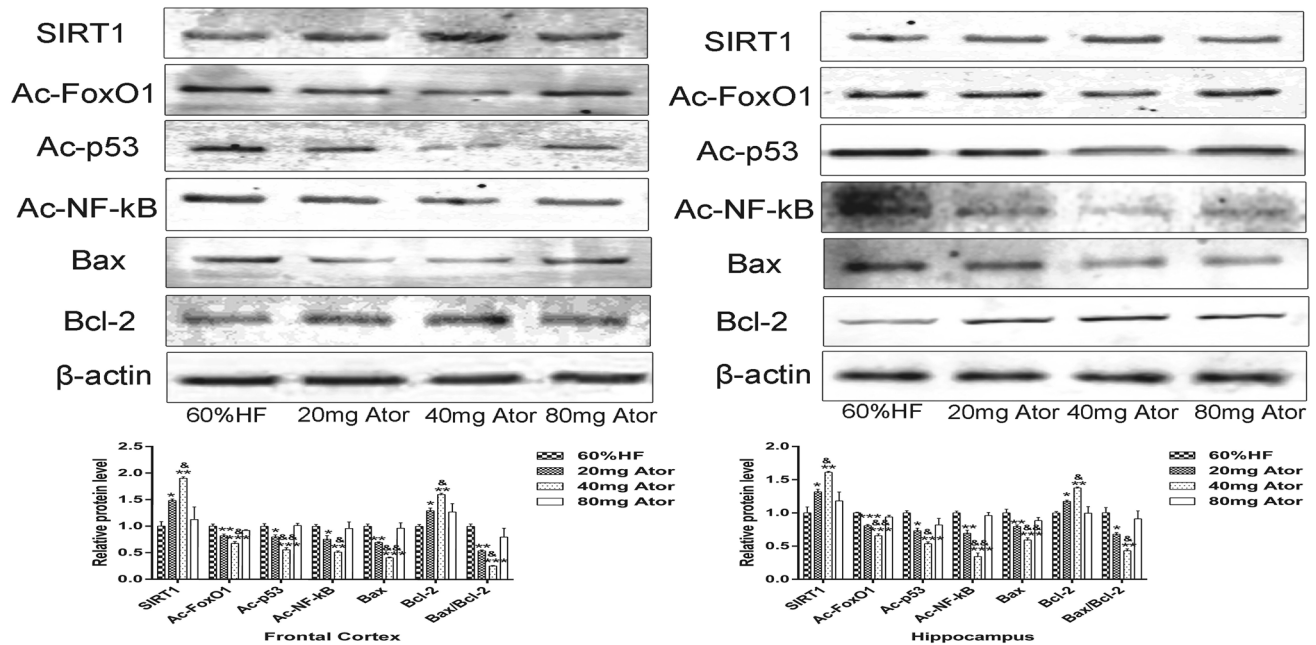 SIRT1
Ac-FoxO1
Ac-p53
Ac-NF-kB
Bax
Bcl-2
β-actin
60%HF 20mg Ator 40mg Ator 80mg Ator
2.5
2.0
1.5
1.0
0.5
0.0
Relative protein level
60%HF
20mg Ator
40mg Ator
80mg Ator
* & ** ** & *** * && *** * & ** ** && *** * & ** ** & ***
SIRT1 Ac-FoxO1 Ac-p53 Ac-NF-kB Bax Bcl-2 Bax/Bcl-2
Frontal Cortex
SIRT1
Ac-FoxO1
Ac-p53
Ac-NF-kB
Bax
Bcl-2
β-actin
60%HF 20mg Ator 40mg Ator 80mg Ator
2.0
1.5
1.0
0.5
0.0
Relative protein level
60%HF
20mg Ator
40mg Ator
80mg Ator
SIRT1 Ac-FoxO1 Ac-p53 Ac-NF-kB Bax Bcl-2 Bax/Bcl-2
Hippocampus